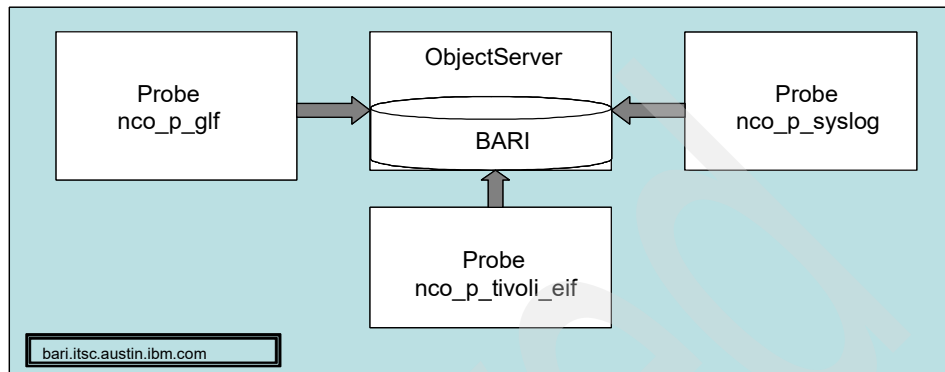 Probe
nco_p_glf
ObjectServer
BARI
Probe
nco_p_syslog
Probe
nco_p_tivoli_eif
bari.itsc.austin.ibm.com